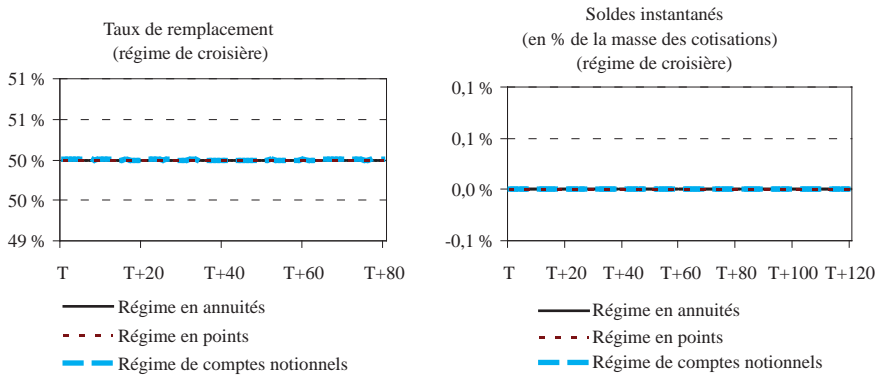 Taux de remplacement
(régime de croisière)
51 %
51 %
50 %
50 %
49 %
T T+20 T+40 T+60 T+80
Régime en annuités
Régime en points
Régime de comptes notionnels
Soldes instantanés
(en % de la masse des cotisations)
(régime de croisière)
0,1 %
0,1 %
0,0 %
-0,1 %
T T+20 T+40 T+60 T+80 T+100 T+120
Régime en annuités
Régime en points
Régime de comptes notionnels